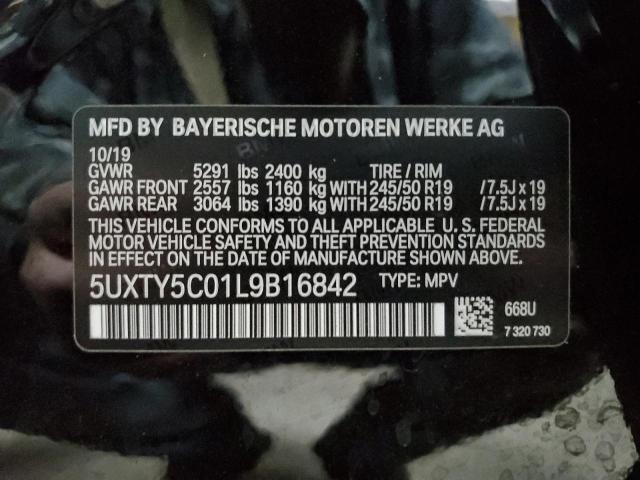 MFD BY BAYERISCHE MOTOREN WERKE AG
10/19
GVWR 5291 lbs 2400 kg TIRE / RIM
GAWR FRONT 2557 lbs 1160 kg WITH 245/50 R19 / 7.5J x 19
GAWR REAR 3064 lbs 1390 kg WITH 245/50 R19 / 7.5J x 19
THIS VEHICLE CONFORMS TO ALL APPLICABLE U. S. FEDERAL
MOTOR VEHICLE SAFETY AND THEFT PREVENTION STANDARDS
IN EFFECT ON THE DATE OF MANUFACTURE SHOWN ABOVE.
5UXTY5C01L9B16842 TYPE: MPV
668U
7 320 730